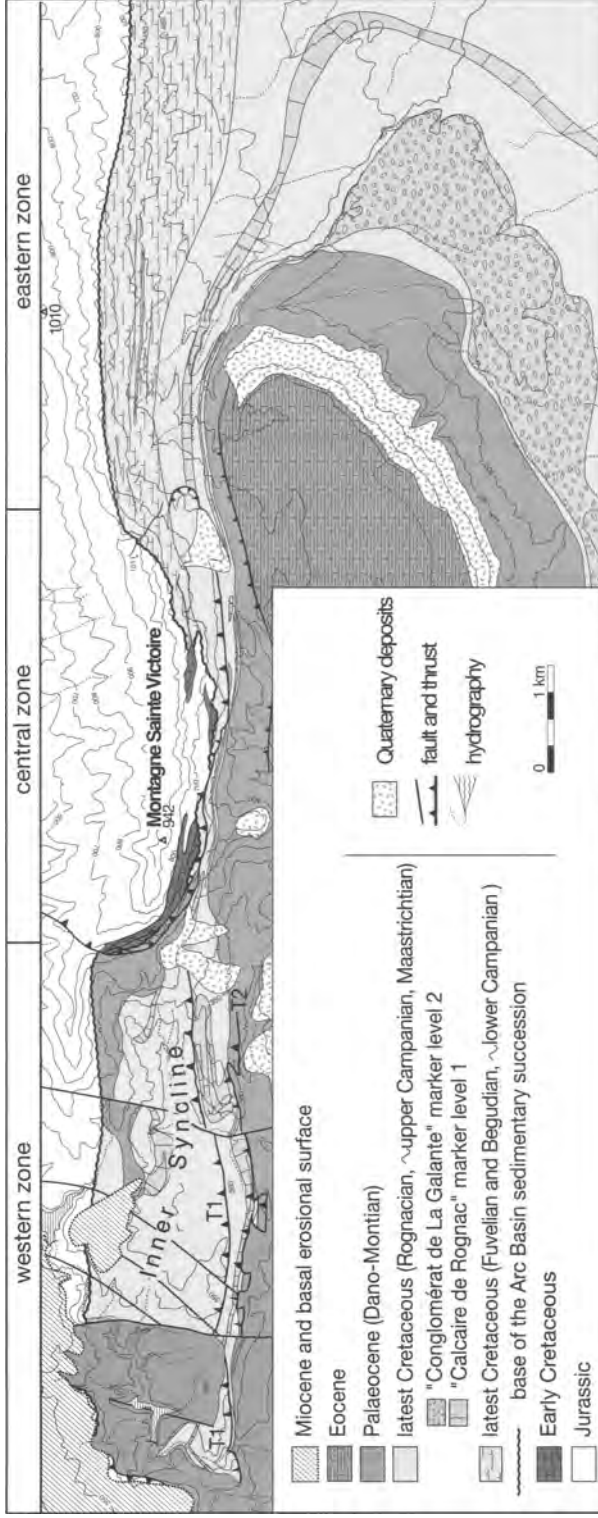 western zone
central zone
eastern zone
1010
1011
Montagne Sainte Victoire
942
Inner Syncline
T1
T1
T2
Miocene and basal erosional surface
Eocene
Palaeocene (Dano-Montian)
latest Cretaceous (Rognacian, ~upper Campanian, Maastrichtian)
"Conglomérat de La Galante" marker level 2
"Calcaire de Rognac" marker level 1
latest Cretaceous (Fuvelian and Begudian, ~lower Campanian )
base of the Arc Basin sedimentary succession
Early Cretaceous
Jurassic
Quaternary deposits
fault and thrust
hydrography
0 1 km